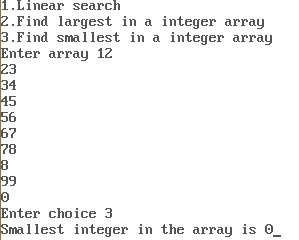 1.Linear search
2.Find largest in a integer array
3.Find smallest in a integer array
Enter array 12
23
34
45
56
67
78
8
99
0
Enter choice 3
Smallest integer in the array is 0_